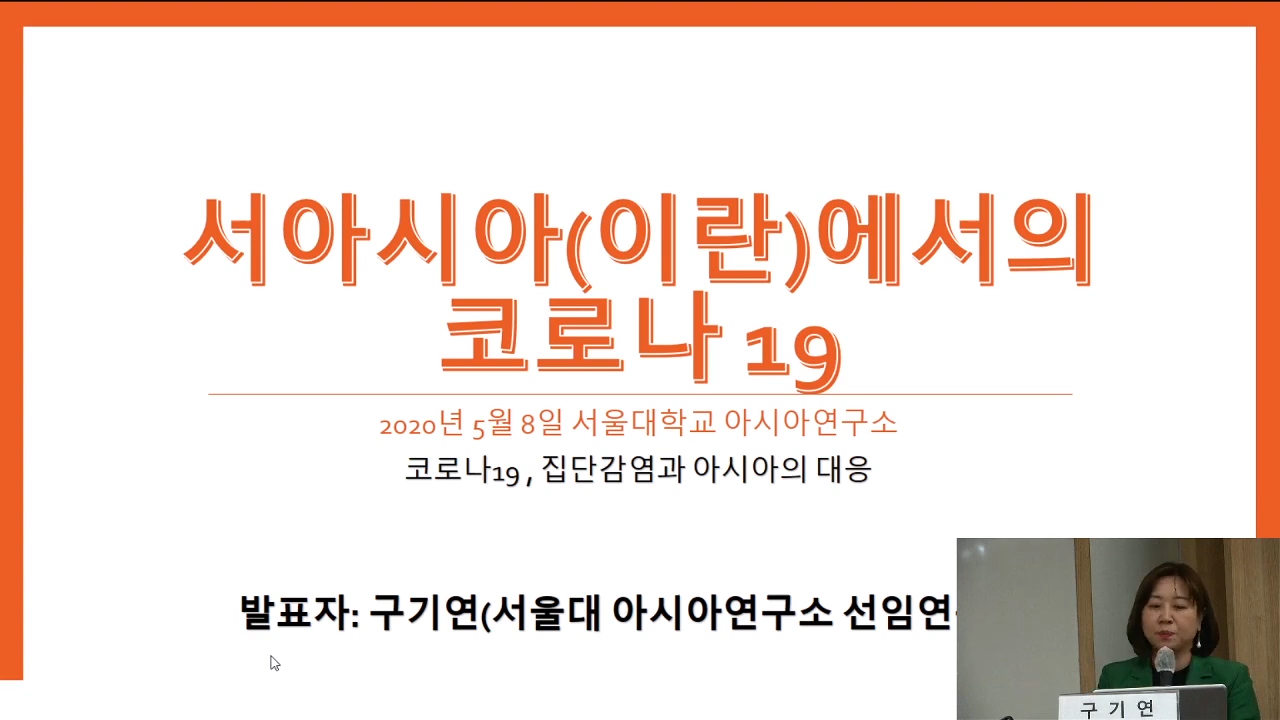 서아시아(이란)에서의
코로나 19
2020년 5월 8일 서울대학교 아시아연구소
코로나19 , 집단감염과 아시아의 대응
발표자: 구기연(서울대 아시아연구소 선임연
구 기 연